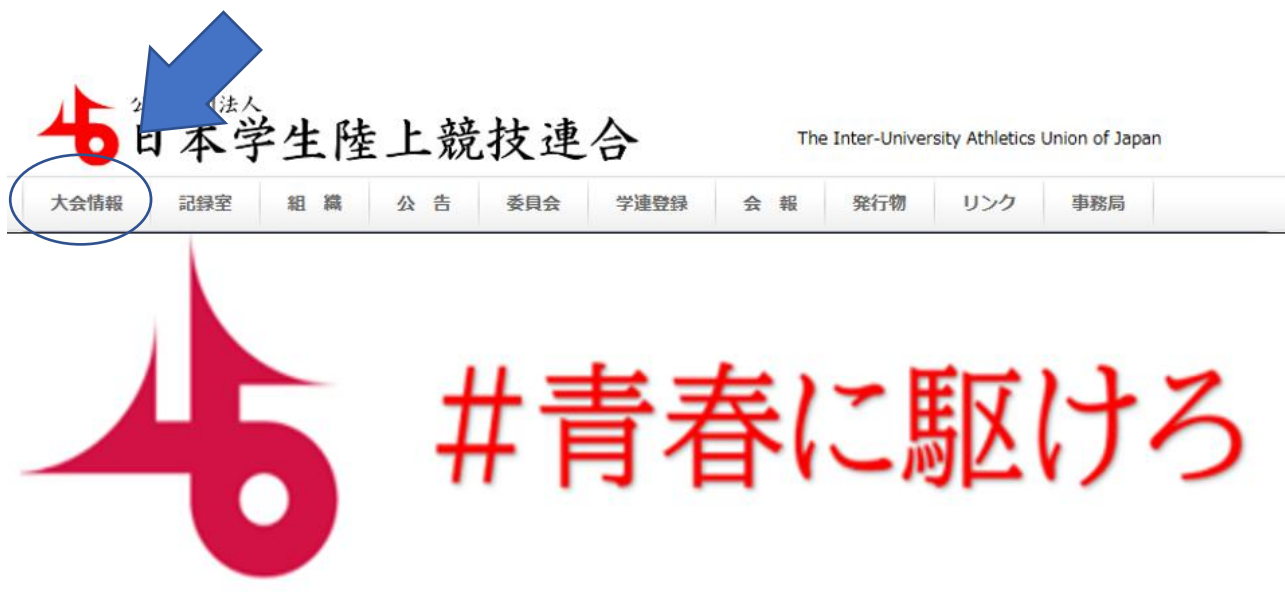 法人
日本学生陸上競技連合
The Inter-University Athletics Union of Japan
大会情報 記録室 組 織 公 告 委員会 学連登録 会 報 発行物 リンク 事務局
#青春に駆けろ